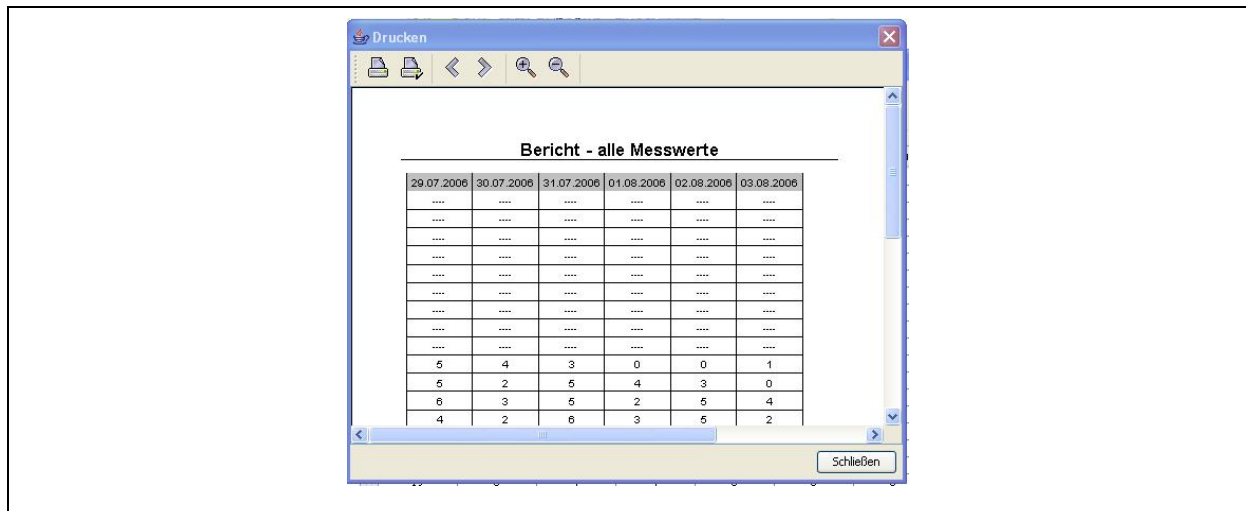 Drucken
Bericht - alle Messwerte
29.07.2006 30.07.2006 31.07.2006 01.08.2006 02.08.2006 03.08.2006
---- ---- ---- ---- ---- ----
---- ---- ---- ---- ---- ----
---- ---- ---- ---- ---- ----
---- ---- ---- ---- ---- ----
---- ---- ---- ---- ---- ----
---- ---- ---- ---- ---- ----
---- ---- ---- ---- ---- ----
---- ---- ---- ---- ---- ----
---- ---- ---- ---- ---- ----
5 4 3 0 0 1
5 2 5 4 3 0
6 3 5 2 5 4
4 2 6 3 5 2
Schließen